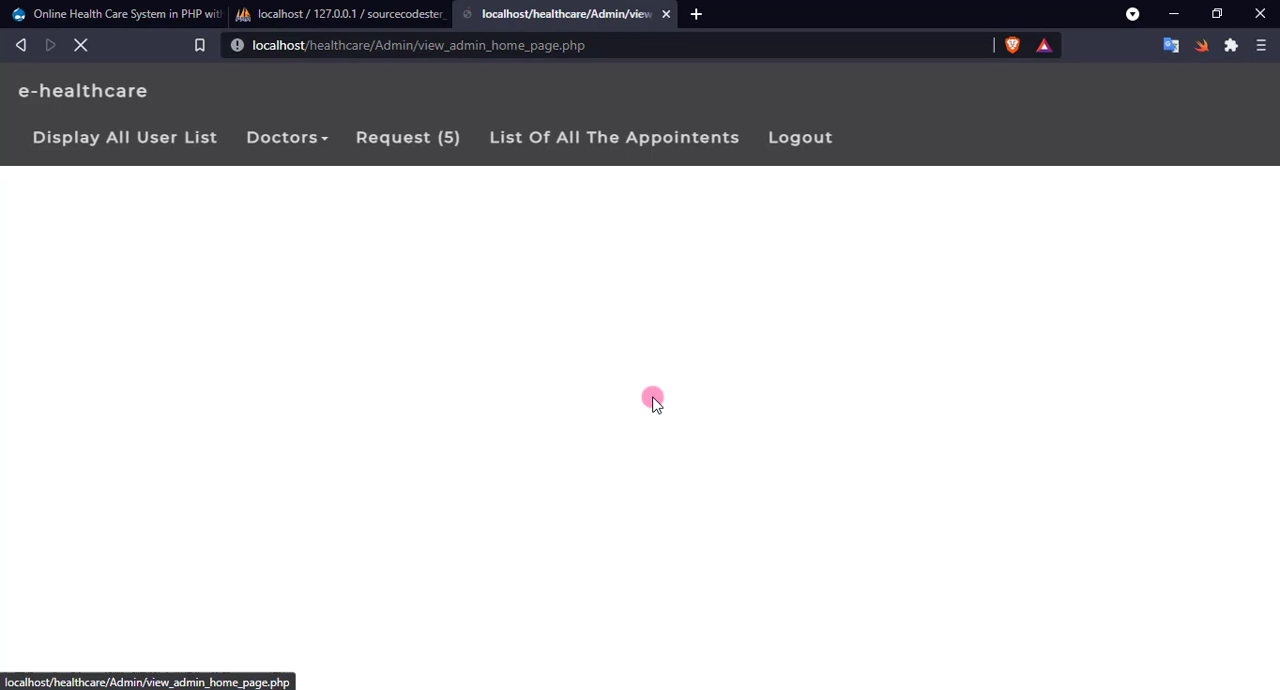 Online Health Care System in PHP wit
localhost / 127.0.0.1 / sourcecodester_
localhost/healthcare/Admin/view
localhost/healthcare/Admin/view_admin_home_page.php
e-healthcare
Display All User List Doctors Request (5) List Of All The Appointents Logout
localhost/healthcare/Admin/view_admin_home_page.php